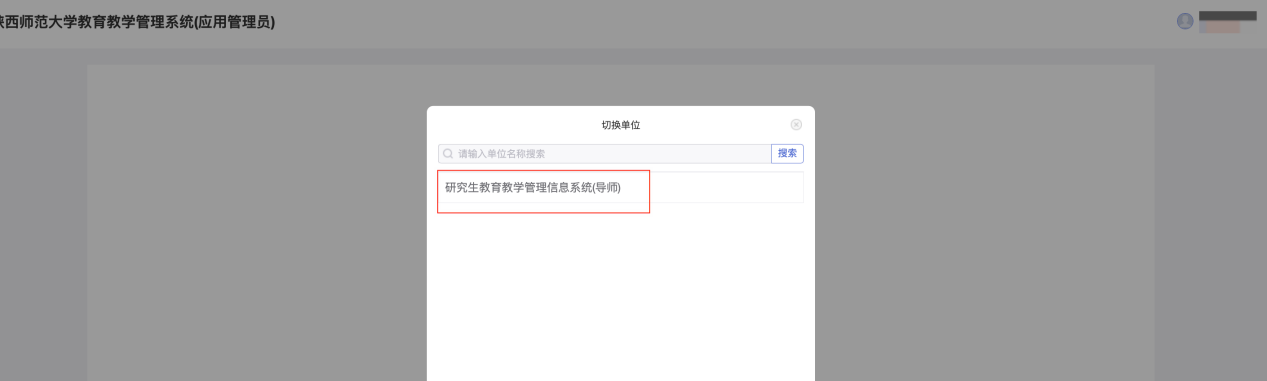 西师范大学教育教学管理系统(应用管理员)
切换单位
请输入单位名称搜索
搜索
研究生教育教学管理信息系统(导师)